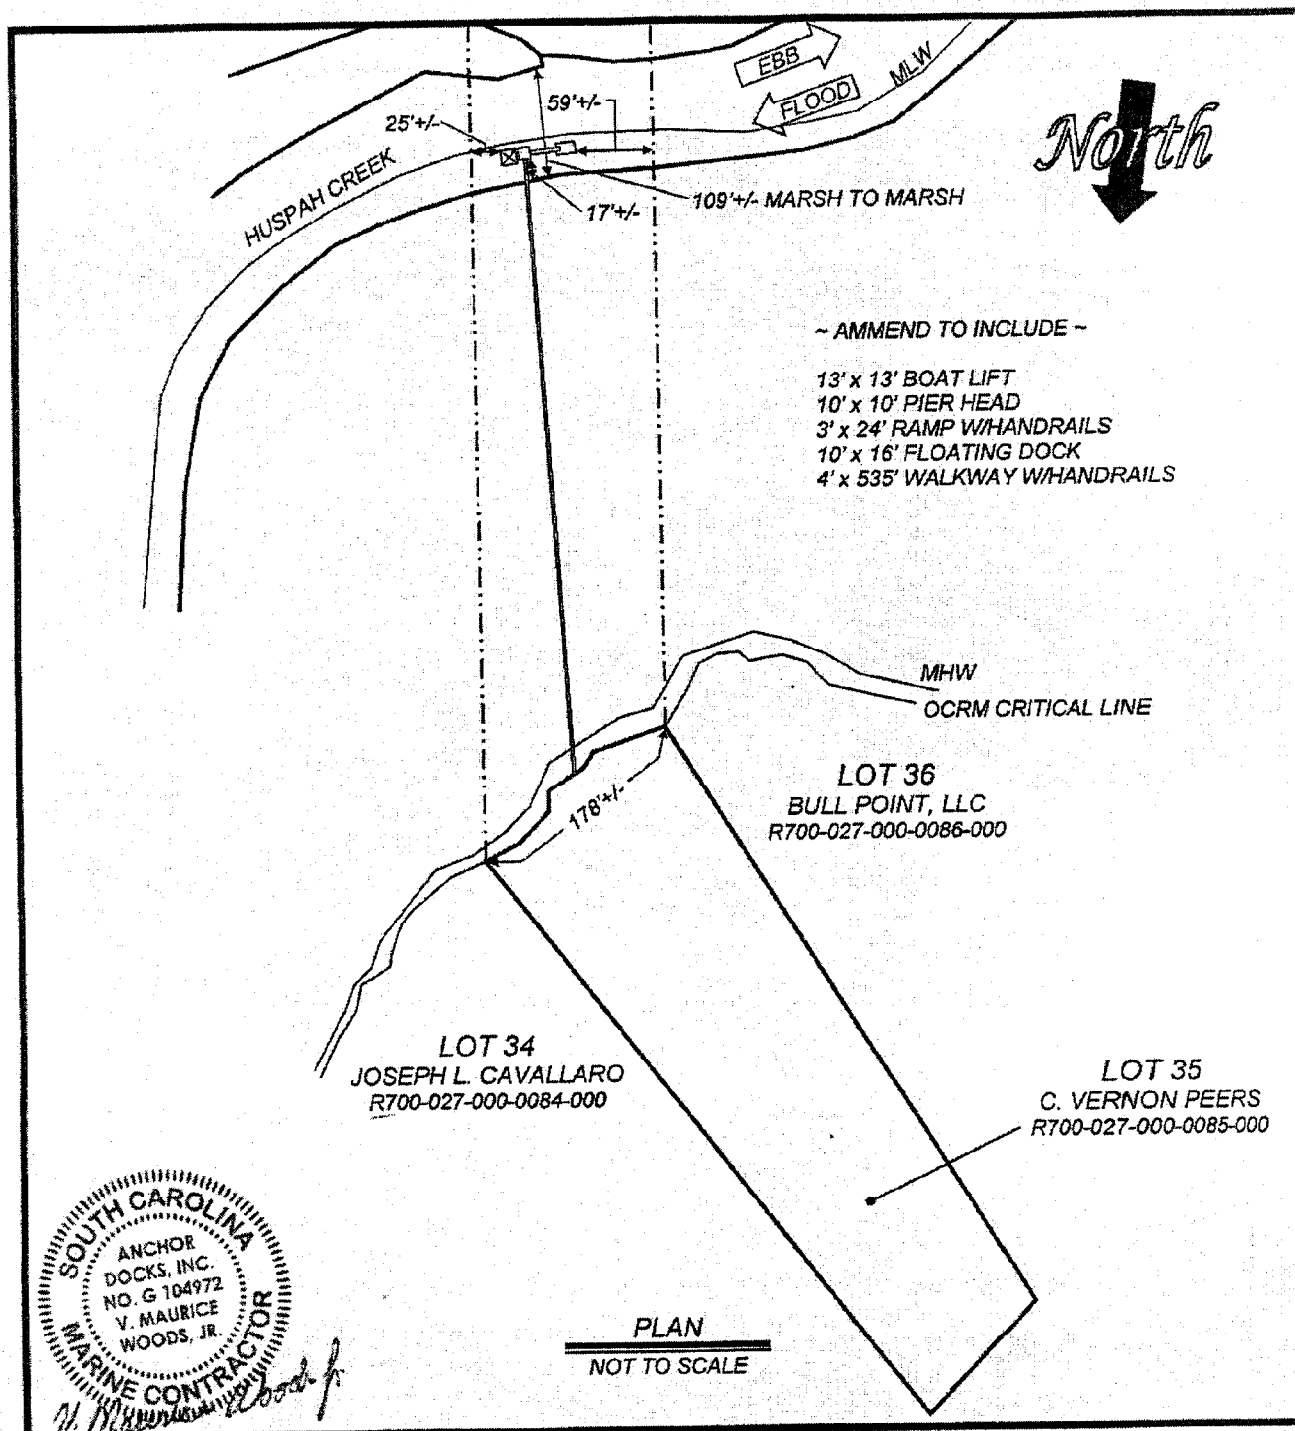 EBB
FLOOD
MLW
North
59'+/-
25'+/-
HUSPAH CREEK
17'+/-
109'+/- MARSH TO MARSH
~ AMMEND TO INCLUDE ~
13' x 13' BOAT LIFT
10' x 10' PIER HEAD
3' x 24' RAMP W/HANDRAILS
10' x 16' FLOATING DOCK
4' x 535' WALKWAY W/HANDRAILS
MHW
OCRM CRITICAL LINE
178'+/-
LOT 36
BULL POINT, LLC
R700-027-000-0086-000
LOT 34
JOSEPH L. CAVALLARO
R700-027-000-0084-000
LOT 35
C. VERNON PEERS
R700-027-000-0085-000
SOUTH CAROLINA
ANCHOR
DOCKS, INC.
NO. G 104972
V. MAURICE
WOODS, JR.
MARINE CONTRACTOR
V. Maurice Woods Jr
PLAN
NOT TO SCALE